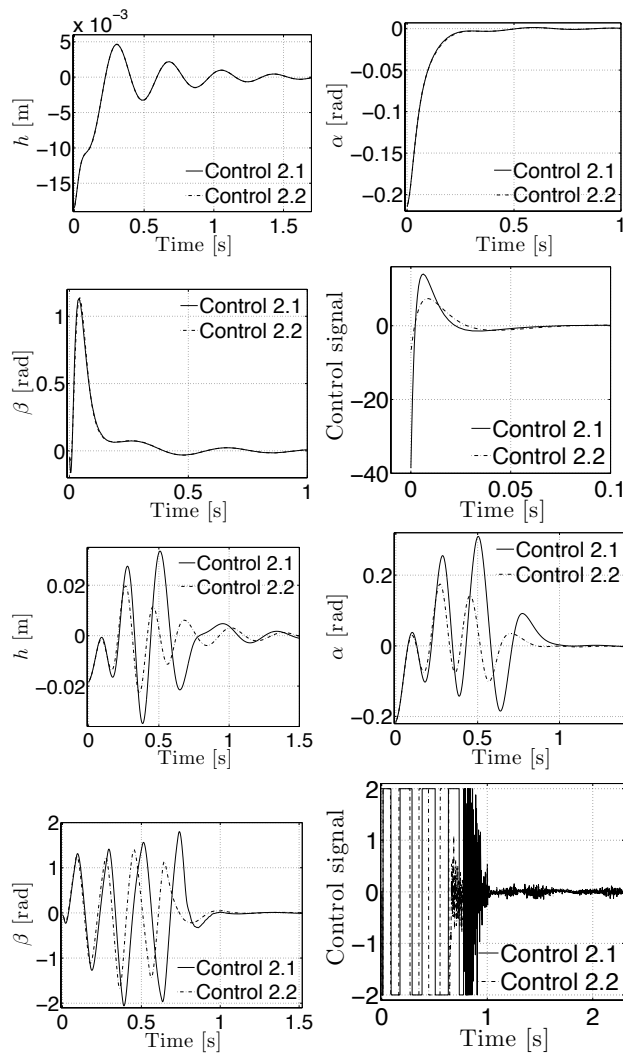 x 10⁻³
5
0
−5
−10
−15
h [m]
0 0.5 1 1.5
Time [s]
Control 2.1
Control 2.2
0
−0.05
−0.1
−0.15
−0.2
α [rad]
0 0.5 1
Time [s]
Control 2.1
Control 2.2
1
0.5
0
β [rad]
0 0.5 1
Time [s]
Control 2.1
Control 2.2
0
−20
−40
Control signal
0 0.05 0.1
Time [s]
Control 2.1
Control 2.2
0.02
0
−0.02
h [m]
0 0.5 1 1.5
Time [s]
Control 2.1
Control 2.2
0.2
0
−0.2
α [rad]
0 0.5 1
Time [s]
Control 2.1
Control 2.2
2
1
0
−1
−2
β [rad]
0 0.5 1 1.5
Time [s]
Control 2.1
Control 2.2
2
1
0
−1
−2
Control signal
0 1 2
Time [s]
Control 2.1
Control 2.2